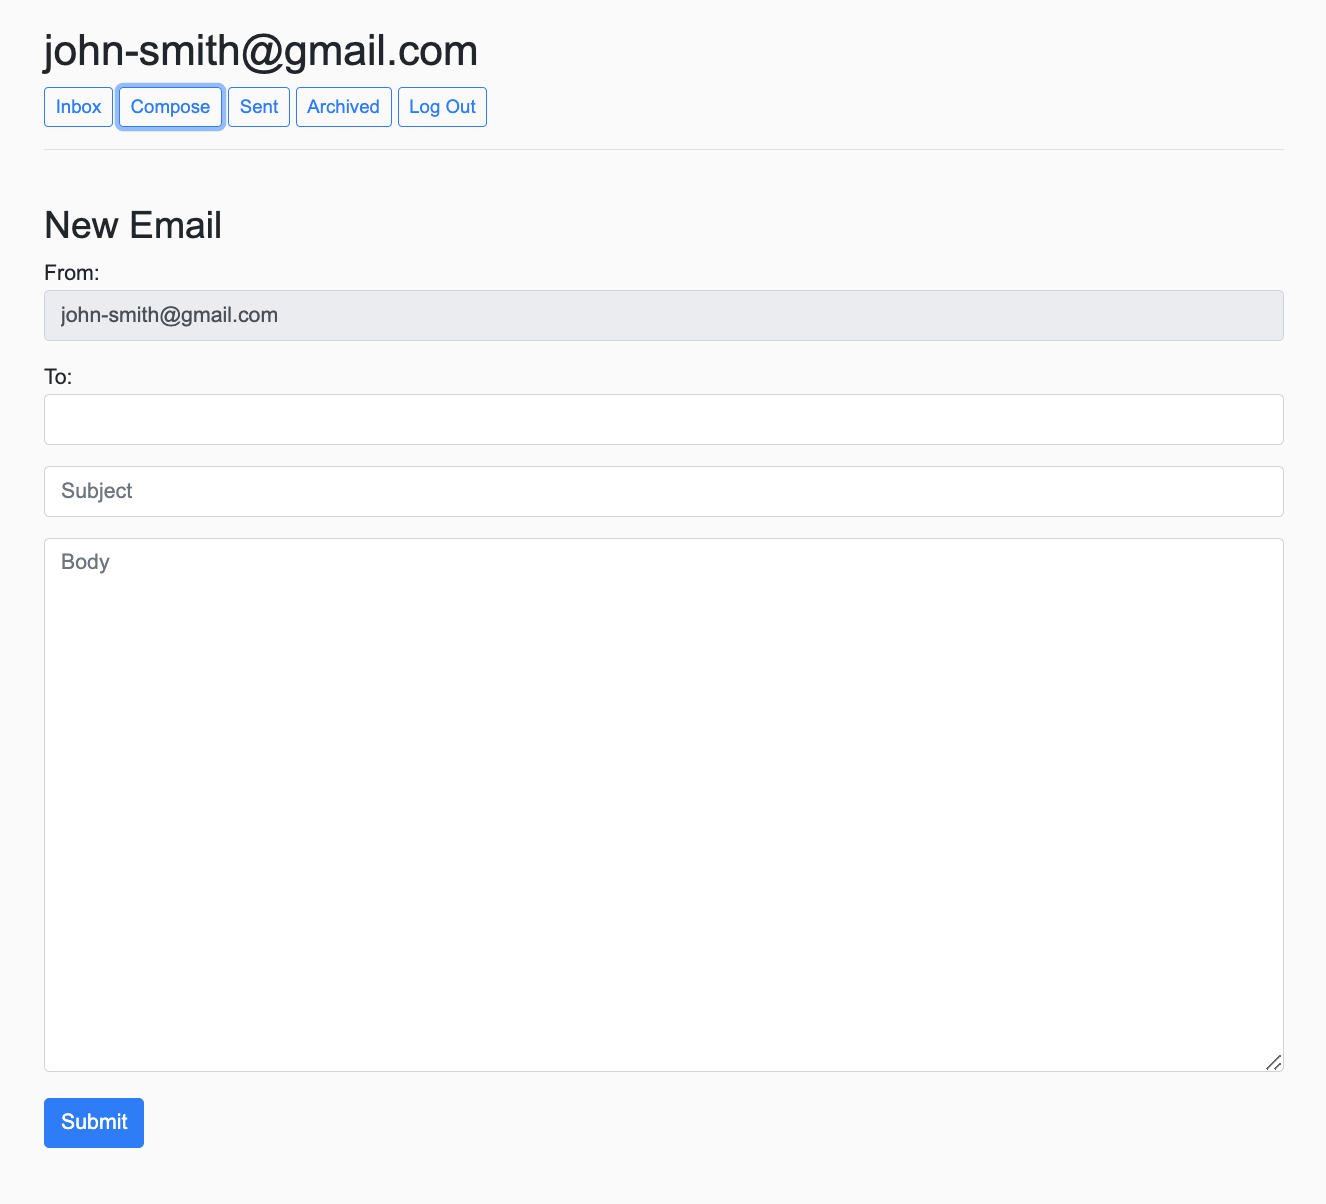 john-smith@gmail.com
Inbox Compose Sent Archived Log Out
New Email
From:
john-smith@gmail.com
To:
Subject
Body
Submit